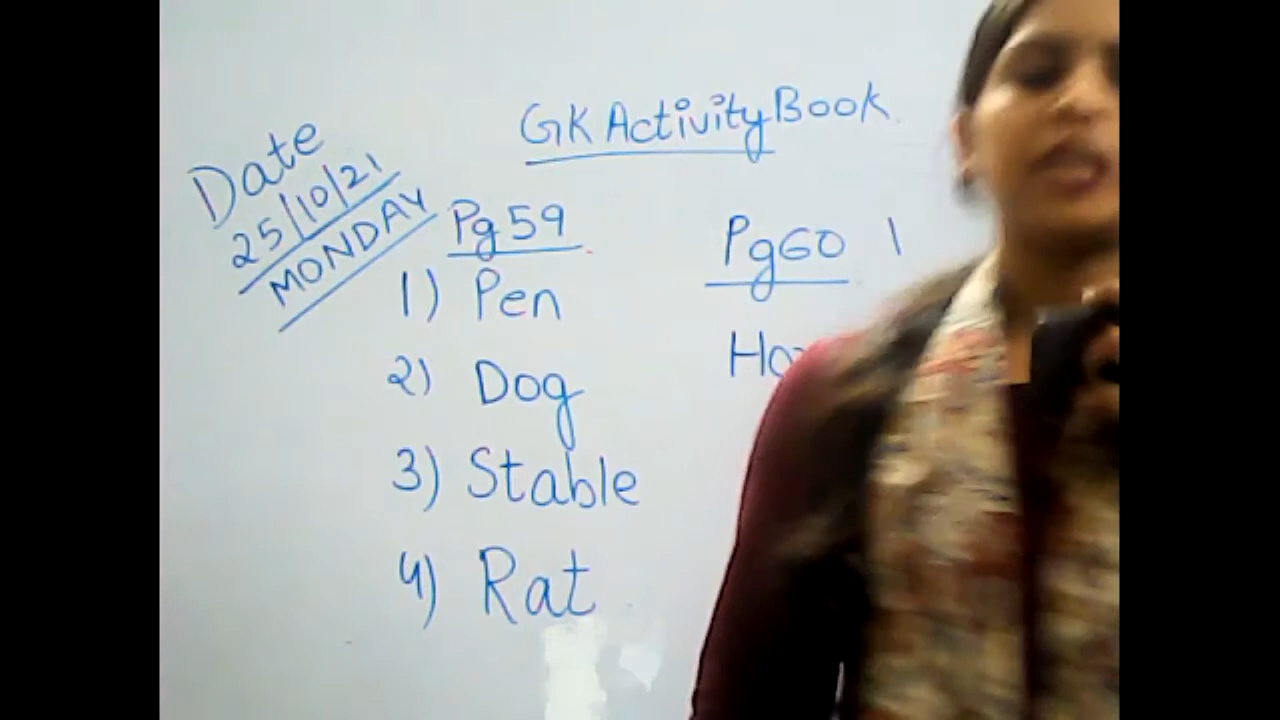 GK Activity Book
Date
25/10/21
MONDAY
Pg 59
1) Pen
2) Dog
3) Stable
4) Rat
Pg 60 1